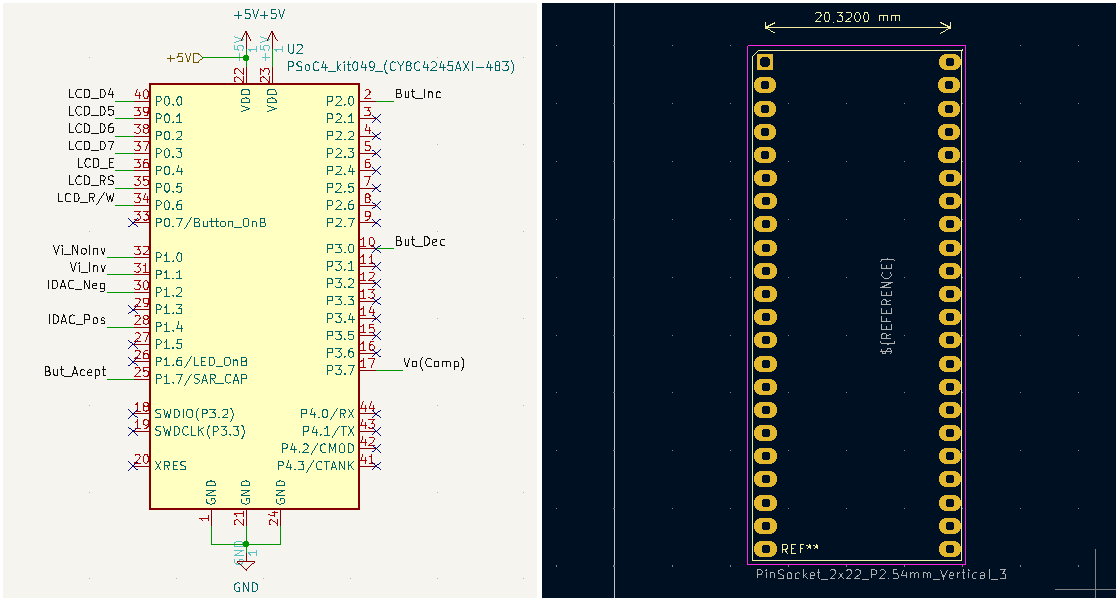 +5V+5V
+5V
+5V
1
1
U2
+5V
PSoC4_kit049_(CYBC4245AXI-483)
22
23
VDD
VDD
LCD_D4 40 P0.0
LCD_D5 39 P0.1
LCD_D6 38 P0.2
LCD_D7 37 P0.3
LCD_E 36 P0.4
LCD_RS 35 P0.5
LCD_R/W 34 P0.6
33 P0.7/Button_OnB
Vi_NoInv 32 P1.0
Vi_Inv 31 P1.1
IDAC_Neg 30 P1.2
29 P1.3
IDAC_Pos 28 P1.4
27 P1.5
26 P1.6/LED_OnB
But_Acept 25 P1.7/SAR_CAP
18 SWDIO(P3.2)
19 SWDCLK(P3.3)
20 XRES
P2.0 2 But_Inc
P2.1 3
P2.2 4
P2.3 5
P2.4 6
P2.5 7
P2.6 8
P2.7 9
P3.0 10 But_Dec
P3.1 11
P3.2 12
P3.3 13
P3.4 14
P3.5 15
P3.6 16
P3.7 17 Vo(Comp)
P4.0/RX 44
P4.1/TX 43
P4.2/CMOD 42
P4.3/CTANK 41
GND
GND
GND
1
21
24
GND
1
GND
20.3200 mm
${REFERENCE}
REF**
PinSocket_2x22_P2.54mm_Vertical_3